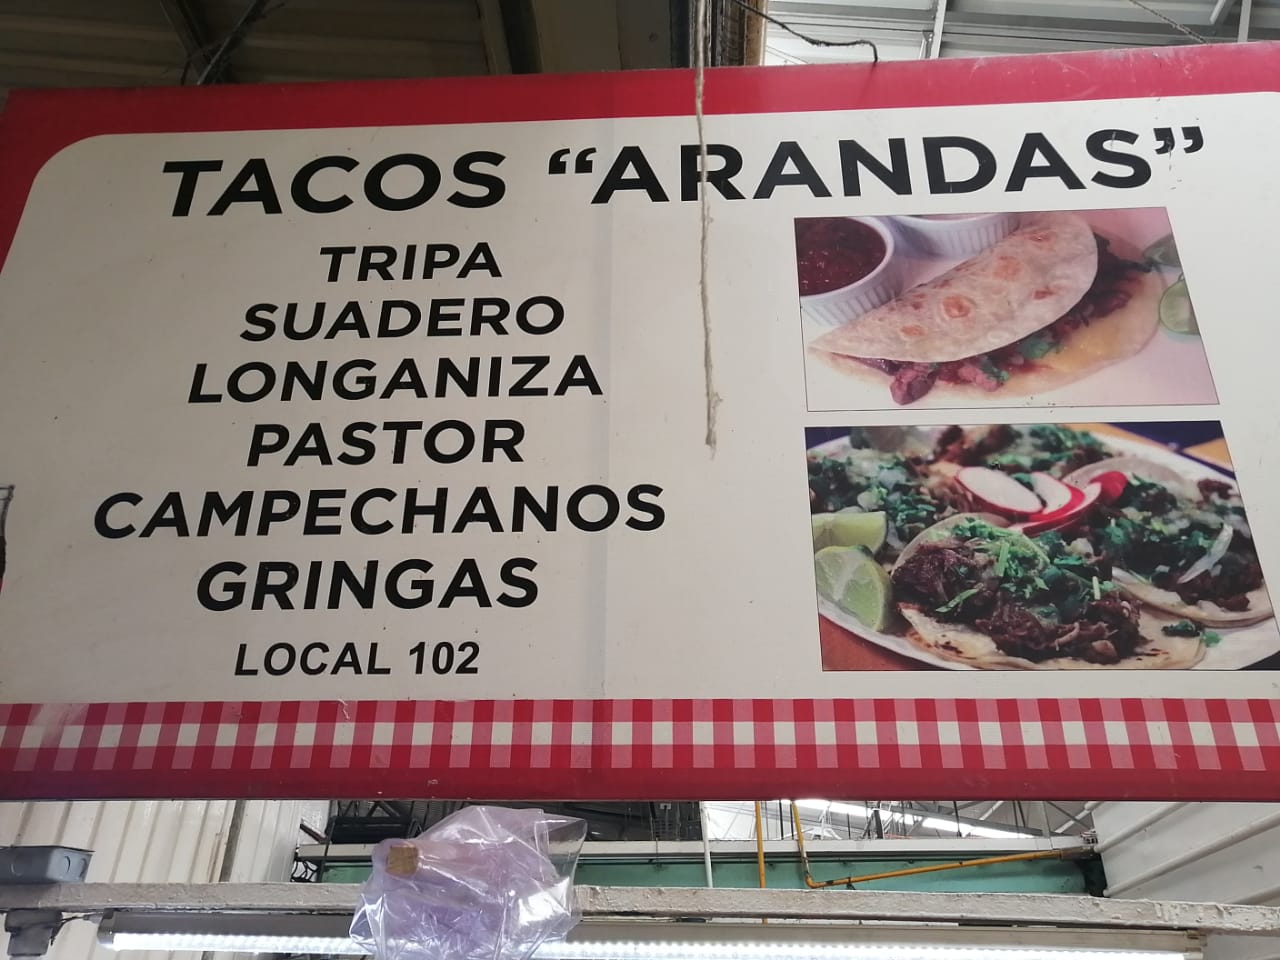 TACOS “ARANDAS”
TRIPA
SUADERO
LONGANIZA
PASTOR
CAMPECHANOS
GRINGAS
LOCAL 102